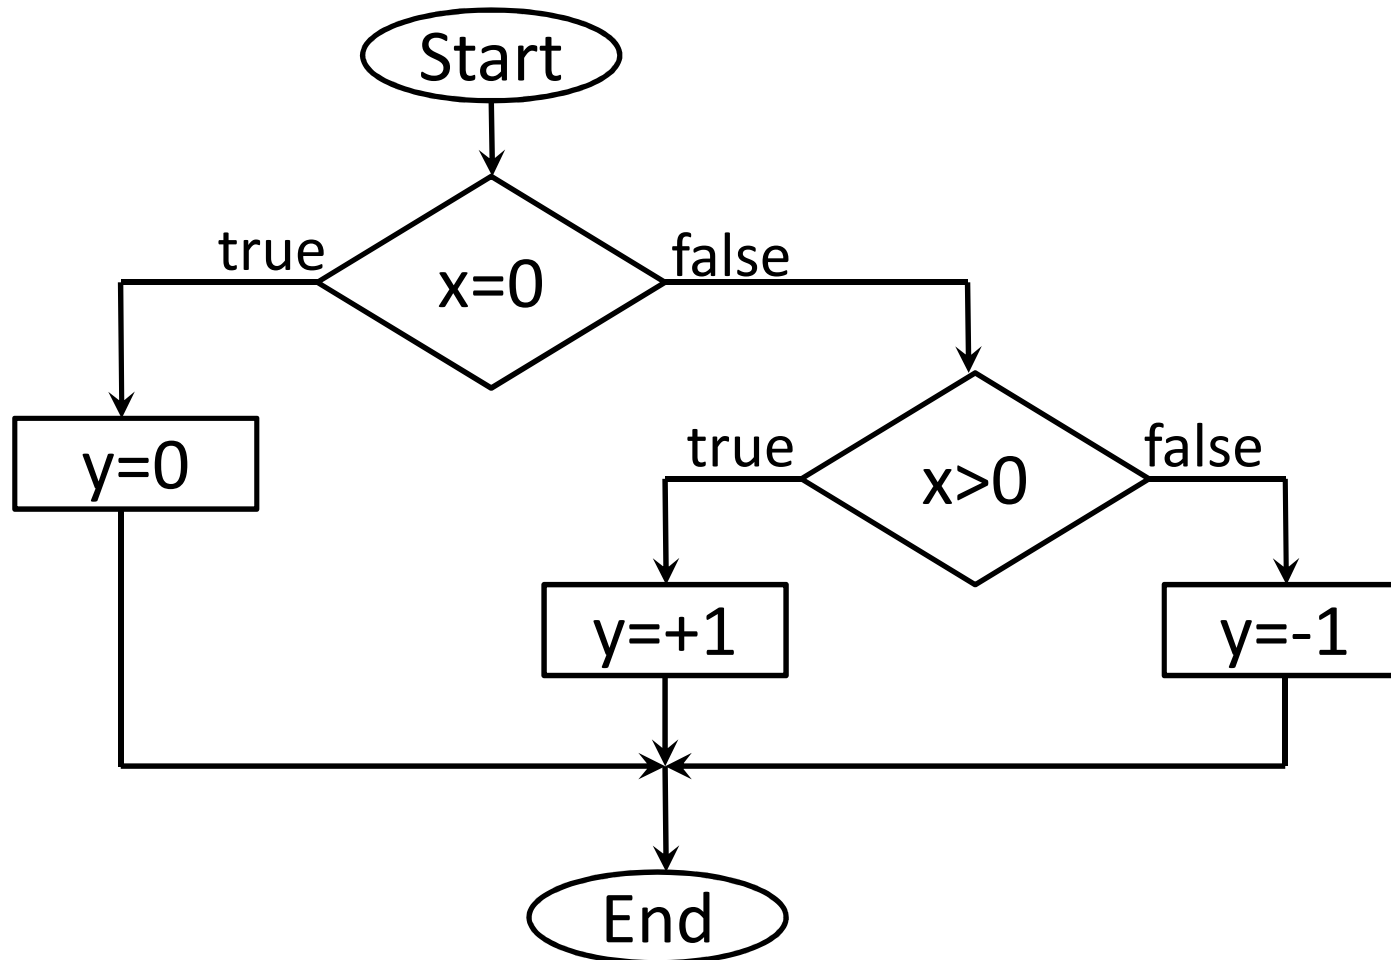 Start
true
false
x=0
true
false
y=0
x>0
y=+1
y=-1
End